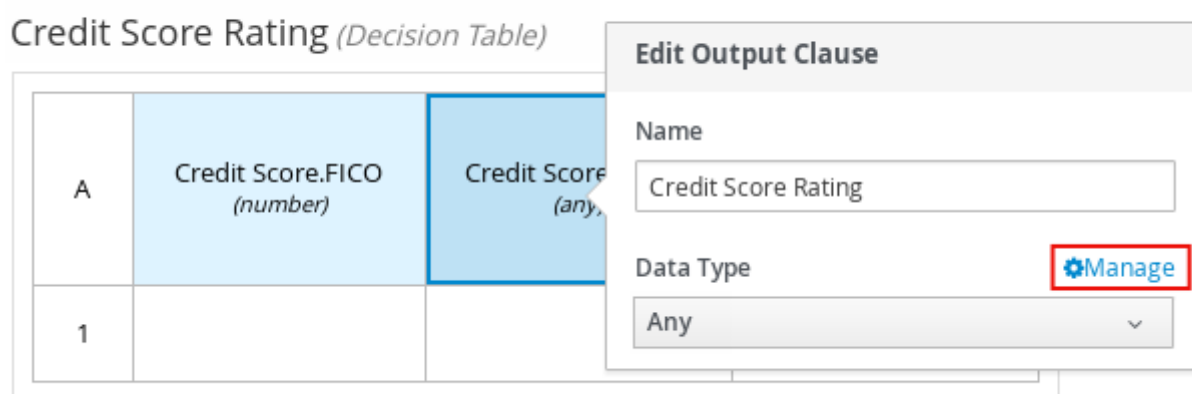 Credit Score Rating (Decision Table)
Edit Output Clause
Name
Credit Score Rating
Data Type
Manage
Any
A
Credit Score.FICO
(number)
Credit Score
(any)
1